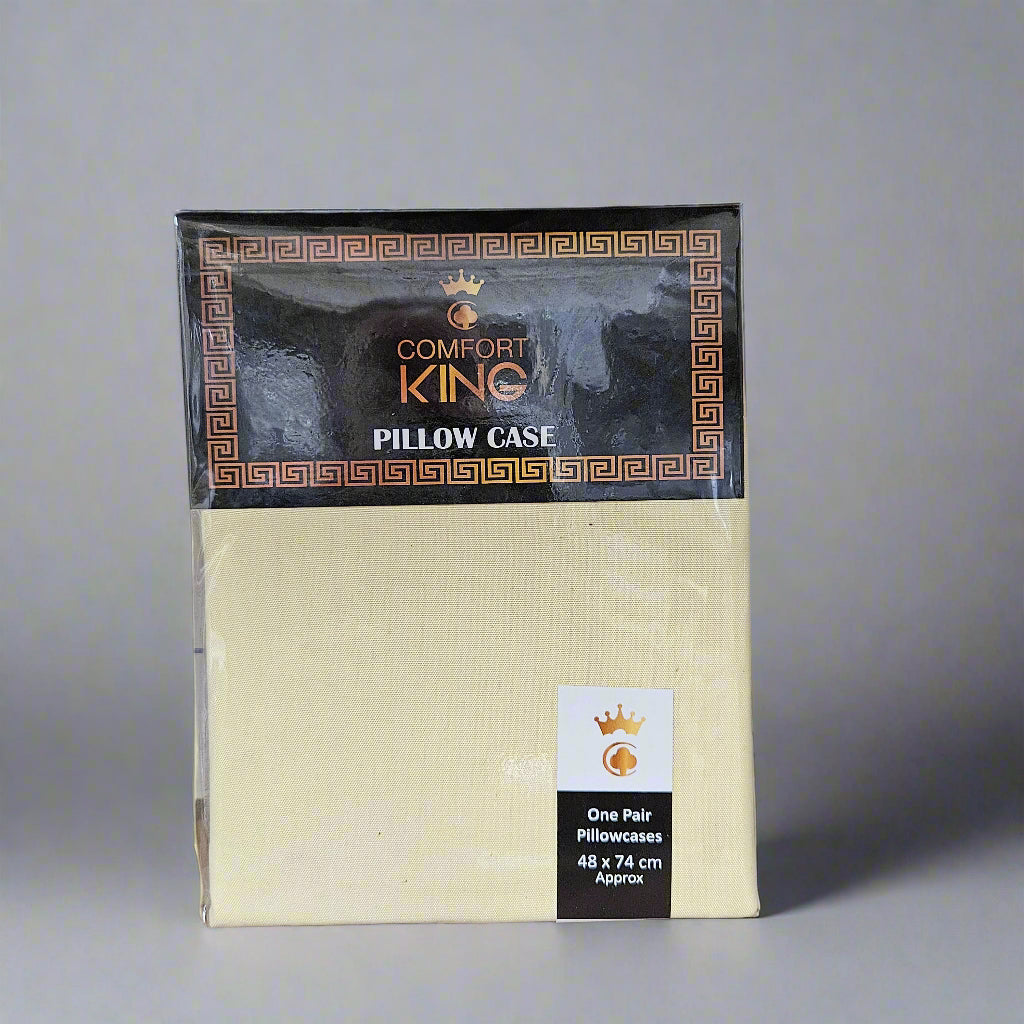 COMFORT
KING
PILLOW CASE
One Pair
Pillowcases
48 x 74 cm
Approx